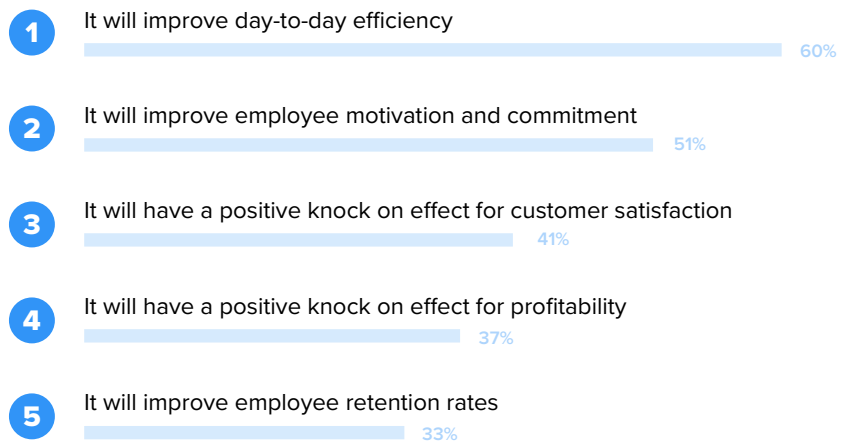 1
It will improve day-to-day efficiency
60%
2
It will improve employee motivation and commitment
51%
3
It will have a positive knock on effect for customer satisfaction
41%
4
It will have a positive knock on effect for profitability
37%
5
It will improve employee retention rates
33%